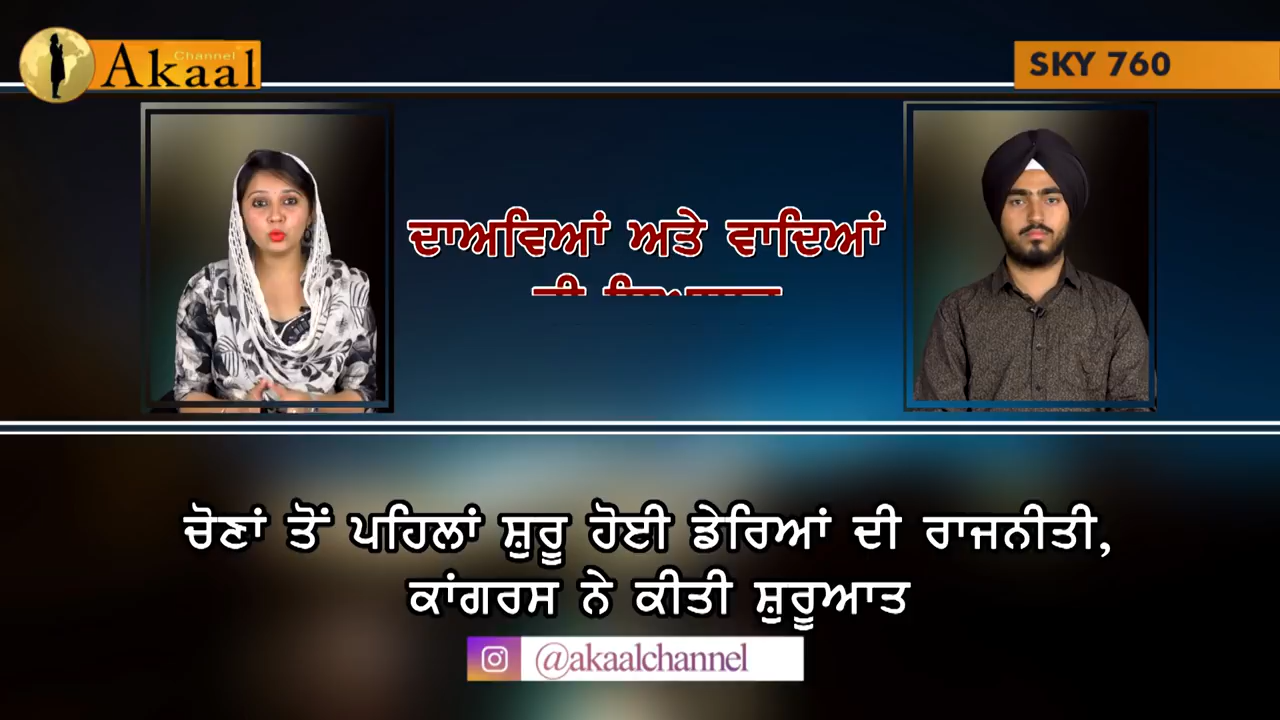 Channel
Akaal
SKY 760
ਦਾਅਵਿਆਂ ਅਤੇ ਵਾਦਿਆਂ
ਚੋਣਾਂ ਤੋਂ ਪਹਿਲਾਂ ਸ਼ੁਰੂ ਹੋਈ ਡੇਰਿਆਂ ਦੀ ਰਾਜਨੀਤੀ,
ਕਾਂਗਰਸ ਨੇ ਕੀਤੀ ਸ਼ੁਰੂਆਤ
@akaalchannel